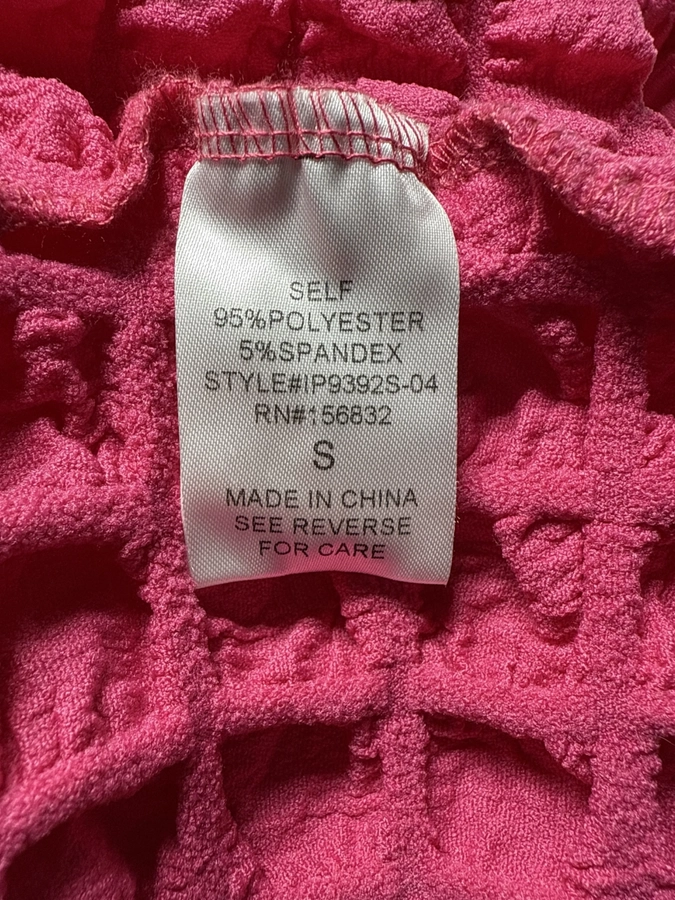 SELF
95%POLYESTER
5%SPANDEX
STYLE#IP9392S-04
RN#156832
S
MADE IN CHINA
SEE REVERSE
FOR CARE